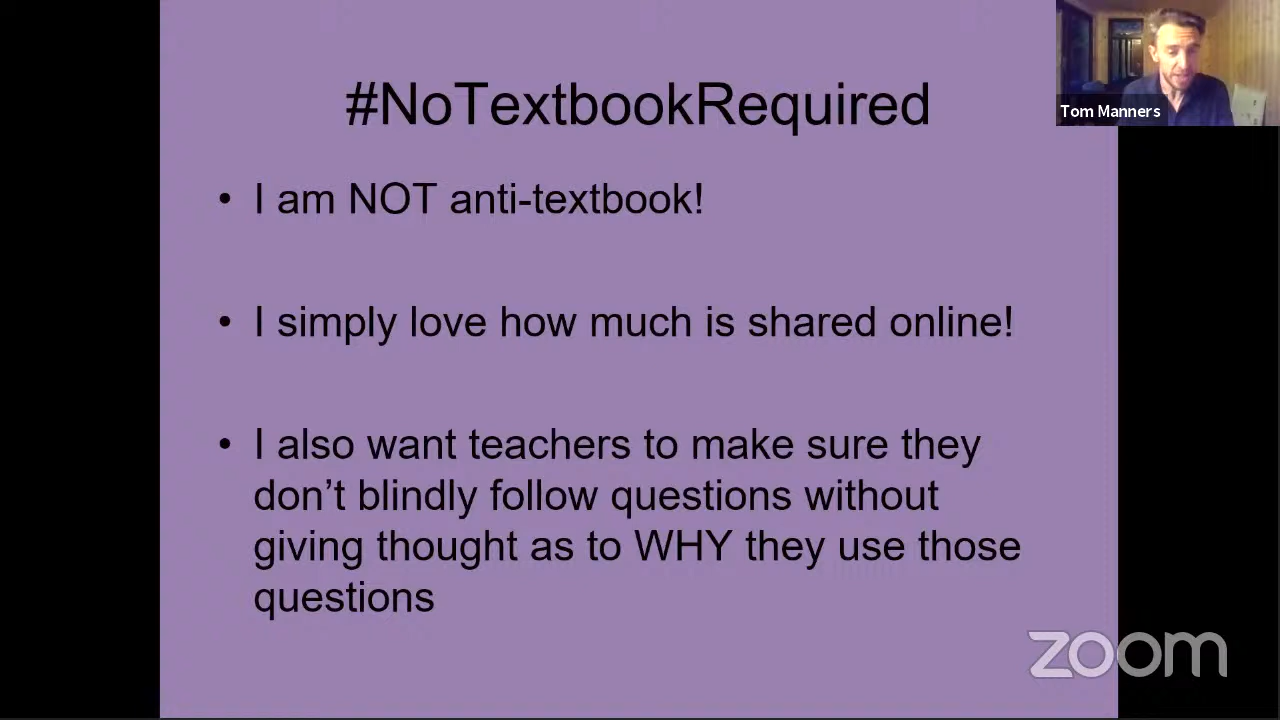 #NoTextbookRequired
Tom Manners
• I am NOT anti-textbook!
• I simply love how much is shared online!
• I also want teachers to make sure they
don’t blindly follow questions without
giving thought as to WHY they use those
questions
zoom